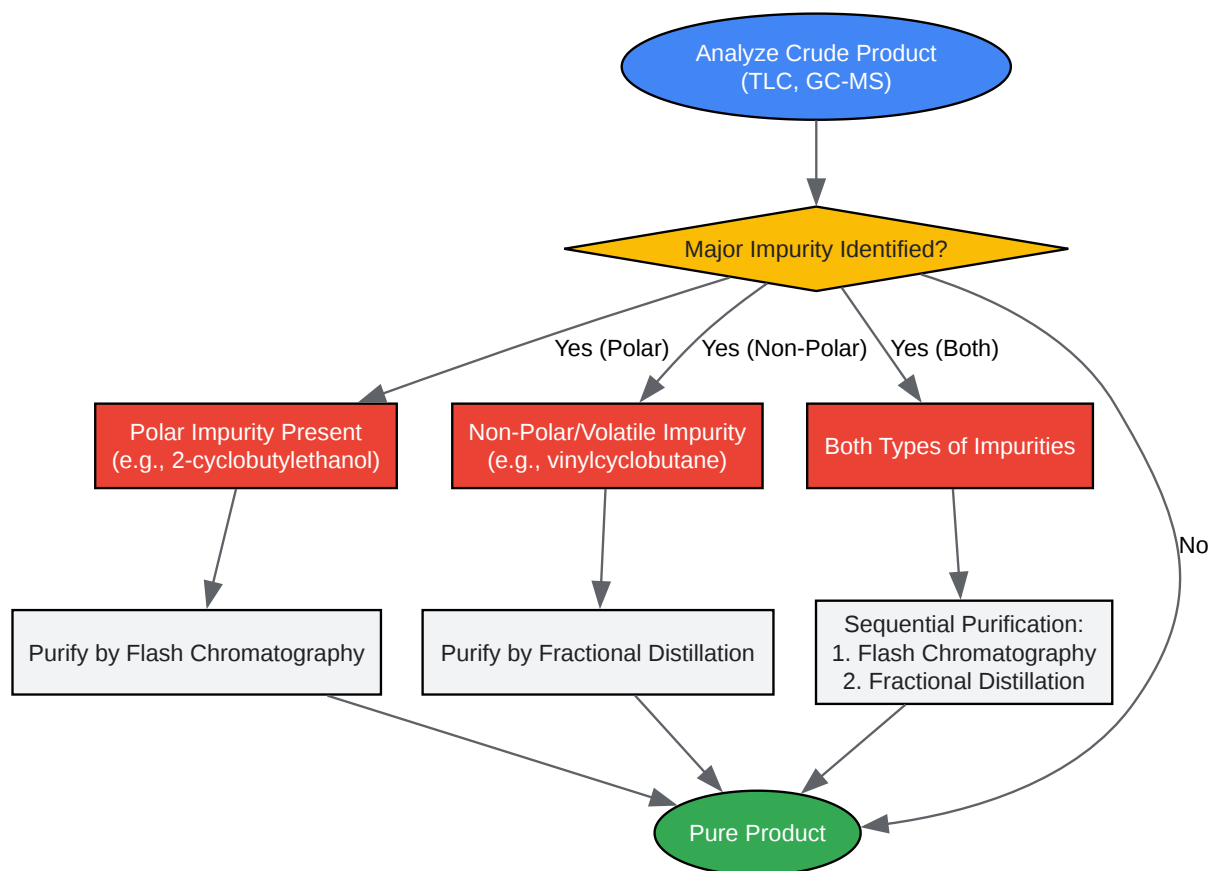 Analyze Crude Product
(TLC, GC-MS)
Major Impurity Identified?
Yes (Polar)
Yes (Non-Polar)
Yes (Both)
No
Polar Impurity Present
(e.g., 2-cyclobutylethanol)
Non-Polar/Volatile Impurity
(e.g., vinylcyclobutane)
Both Types of Impurities
Purify by Flash Chromatography
Purify by Fractional Distillation
Sequential Purification:
1. Flash Chromatography
2. Fractional Distillation
Pure Product